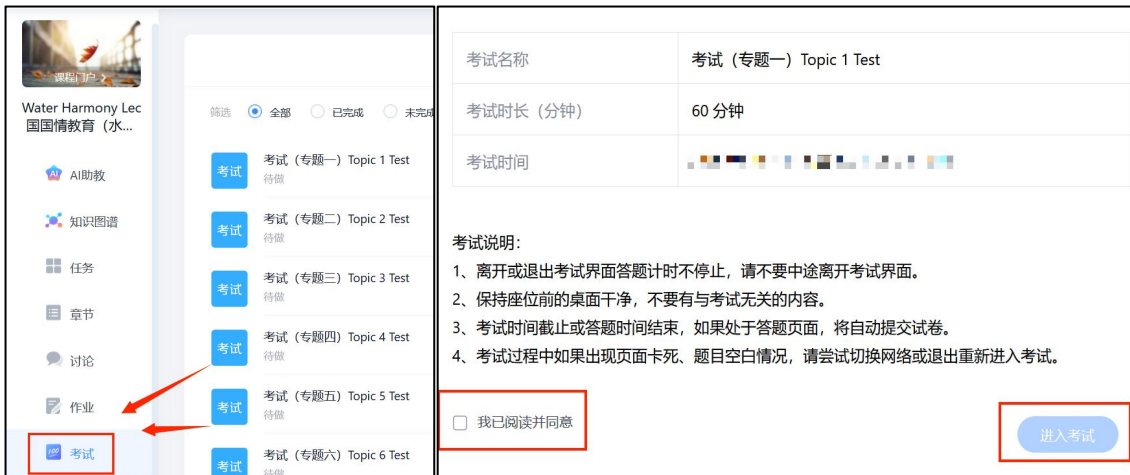 课程门户 >
Water Harmony Lec
国国情教育（水...
AI助教
知识图谱
任务
章节
讨论
作业
考试
筛选 全部 已完成 未完成
考试 考试（专题一）Topic 1 Test
待做
考试 考试（专题二）Topic 2 Test
待做
考试 考试（专题三）Topic 3 Test
待做
考试 考试（专题四）Topic 4 Test
待做
考试 考试（专题五）Topic 5 Test
待做
考试 考试（专题六）Topic 6 Test
待做
考试名称 考试（专题一）Topic 1 Test
考试时长（分钟） 60 分钟
考试时间
考试说明：
1、离开或退出考试界面答题计时不停止，请不要中途离开考试界面。
2、保持座位前的桌面干净，不要有与考试无关的内容。
3、考试时间截止或答题时间结束，如果处于答题页面，将自动提交试卷。
4、考试过程中如果出现页面卡死、题目空白情况，请尝试切换网络或退出重新进入考试。
我已阅读并同意
进入考试